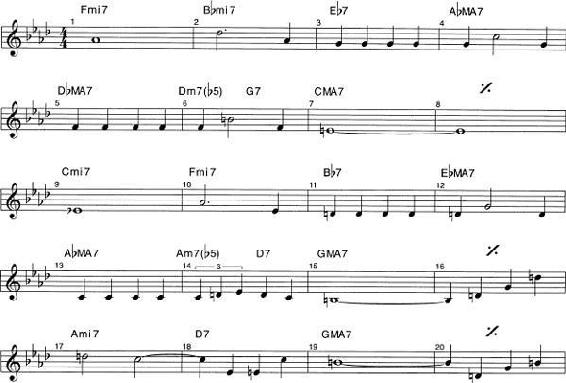 Fmi7 B♭mi7 E♭7 A♭MA7
1 2 3 4
4
4
D♭MA7 Dm7(♭5) G7 CMA7
5 6 7 8
Cmi7 Fmi7 B♭7 E♭MA7
9 10 11 12
A♭MA7 Am7(♭5) D7 GMA7
13 14 3 15 16
Ami7 D7 GMA7
17 18 19 20